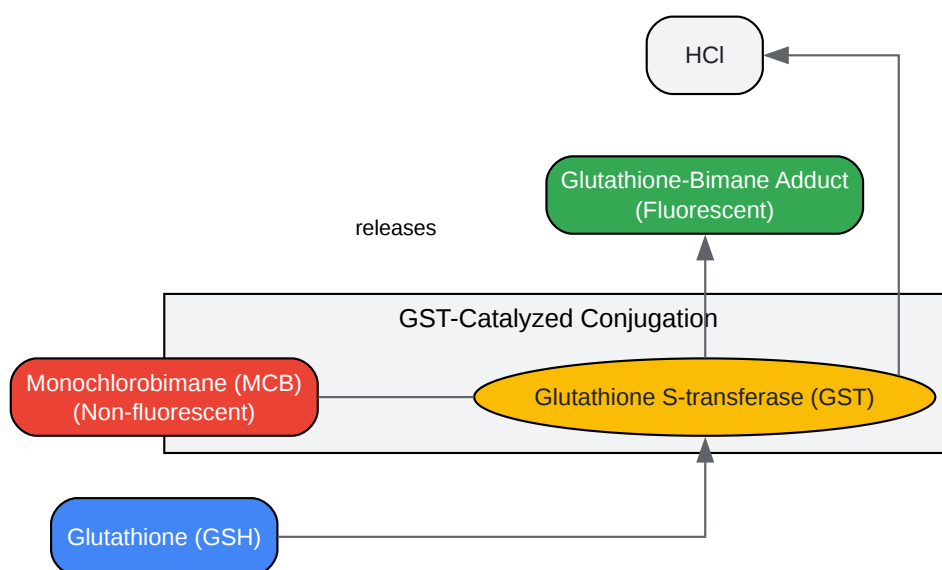 HCl
Glutathione-Bimane Adduct
(Fluorescent)
releases
GST-Catalyzed Conjugation
Monochlorobimane (MCB)
(Non-fluorescent)
Glutathione S-transferase (GST)
Glutathione (GSH)